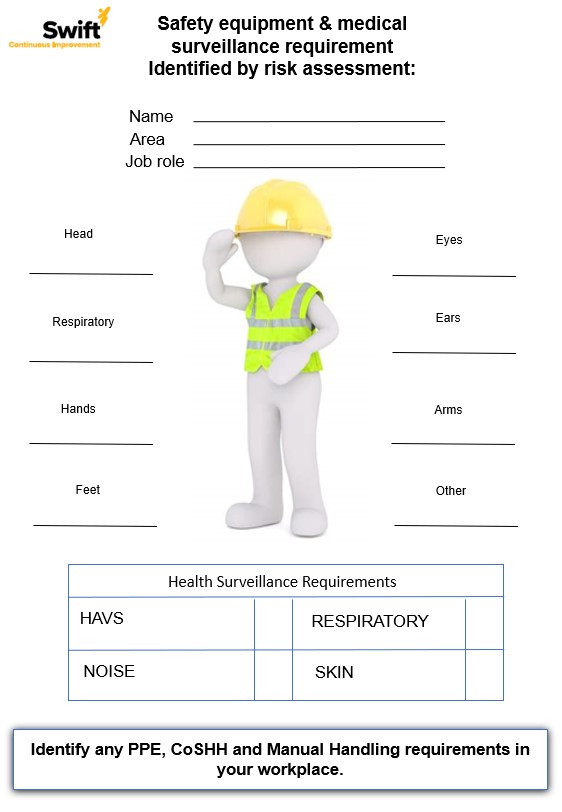 Swift
Continuous Improvement
Safety equipment & medical
surveillance requirement
Identified by risk assessment:
Name
Area
Job role
Head
Eyes
Respiratory
Ears
Hands
Arms
Feet
Other
Health Surveillance Requirements
HAVS
RESPIRATORY
NOISE
SKIN
Identify any PPE, CoSHH and Manual Handling requirements in
your workplace.